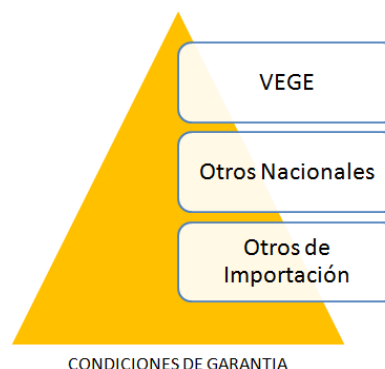 VEGE
Otros Nacionales
Otros de
Importación
CONDICIONES DE GARANTIA